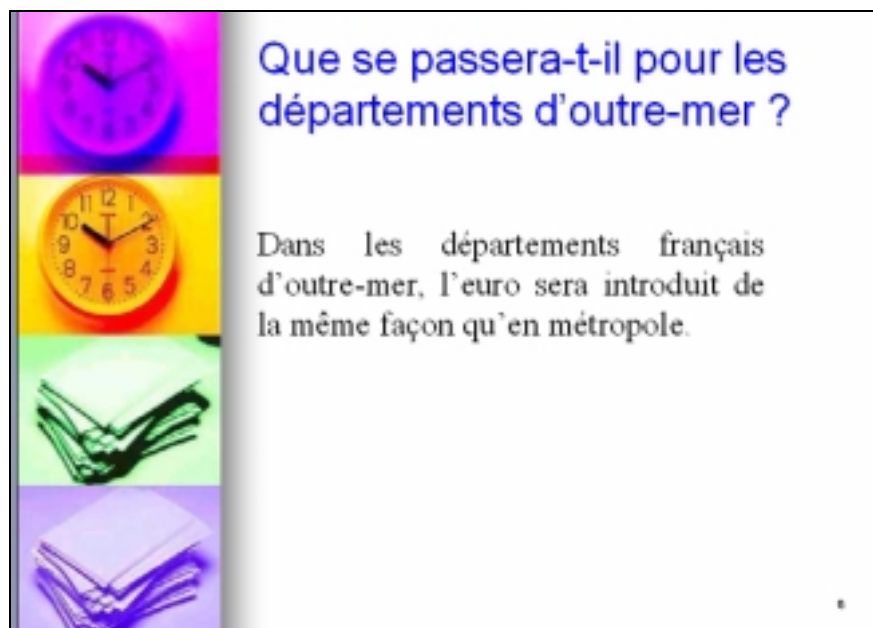 Que se passera-t-il pour les
départements d'outre-mer ?
Dans les départements français
d'outre-mer, l'euro sera introduit de
la même façon qu'en métropole.